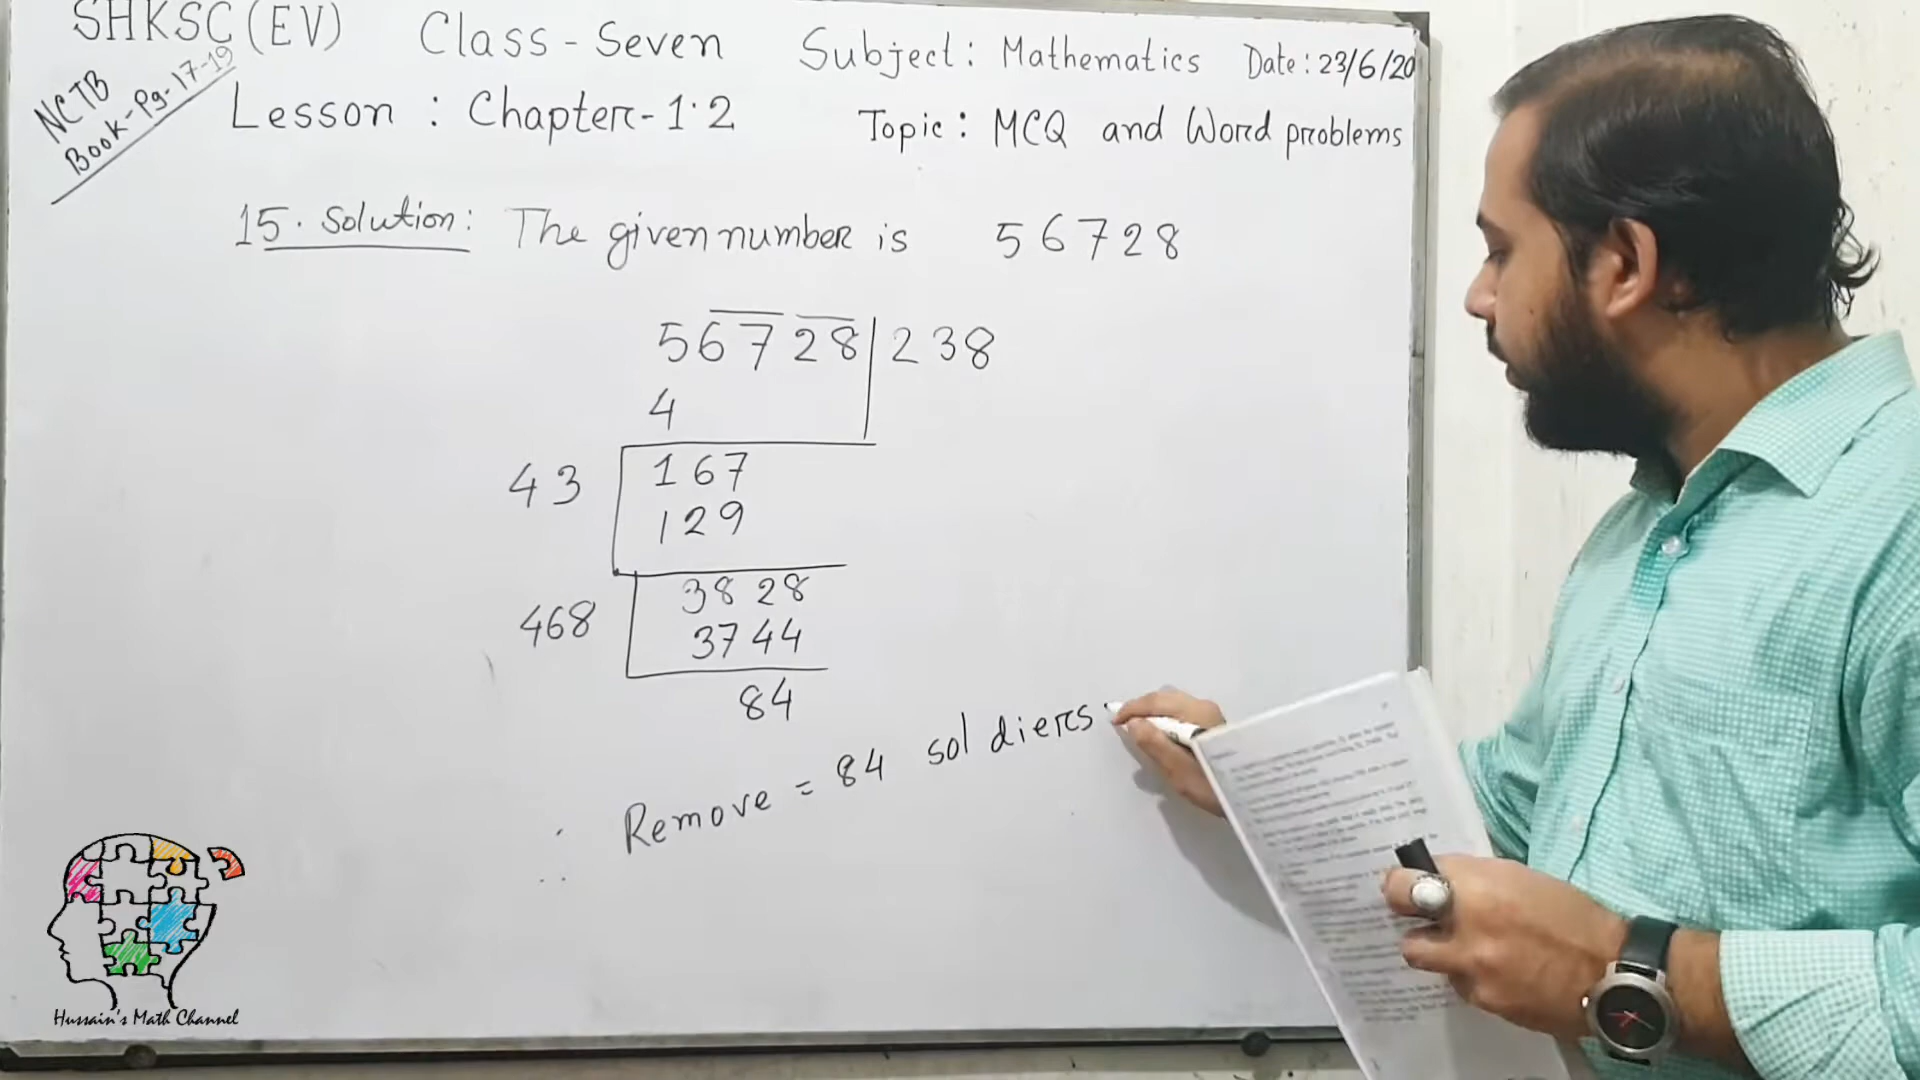 SHKSC (EV) Class - Seven Subject: Mathematics Date: 23/6/20
NCTB
Book-Pg-17-19
Lesson : Chapter-1.2 Topic: MCQ and Word problems
15. Solution: The given number is 56728
56728 238
4
43 167
129
468 3828
3744
84
∴ Remove = 84 soldiers
Hussain's Math Channel